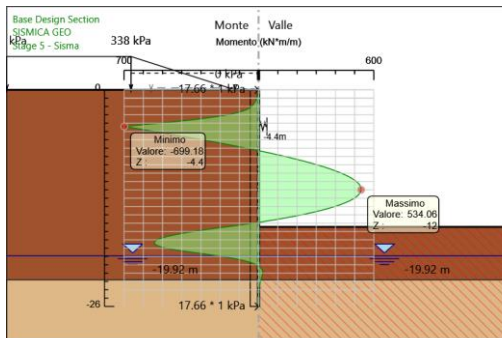 Base Design Section
SISMICA GEO
Stage 5 - Sisma
kPa
338 kPa
Monte Valle
Momento (kN*m/m)
700
600
0 kPa
0
17.66 * 1 kPa
-4.4m
Minimo
Valore: -699.18
Z : -4.4
Massimo
Valore: 534.06
Z : -12
-19.92 m
-19.92 m
-26
17.66 * 1 kPa